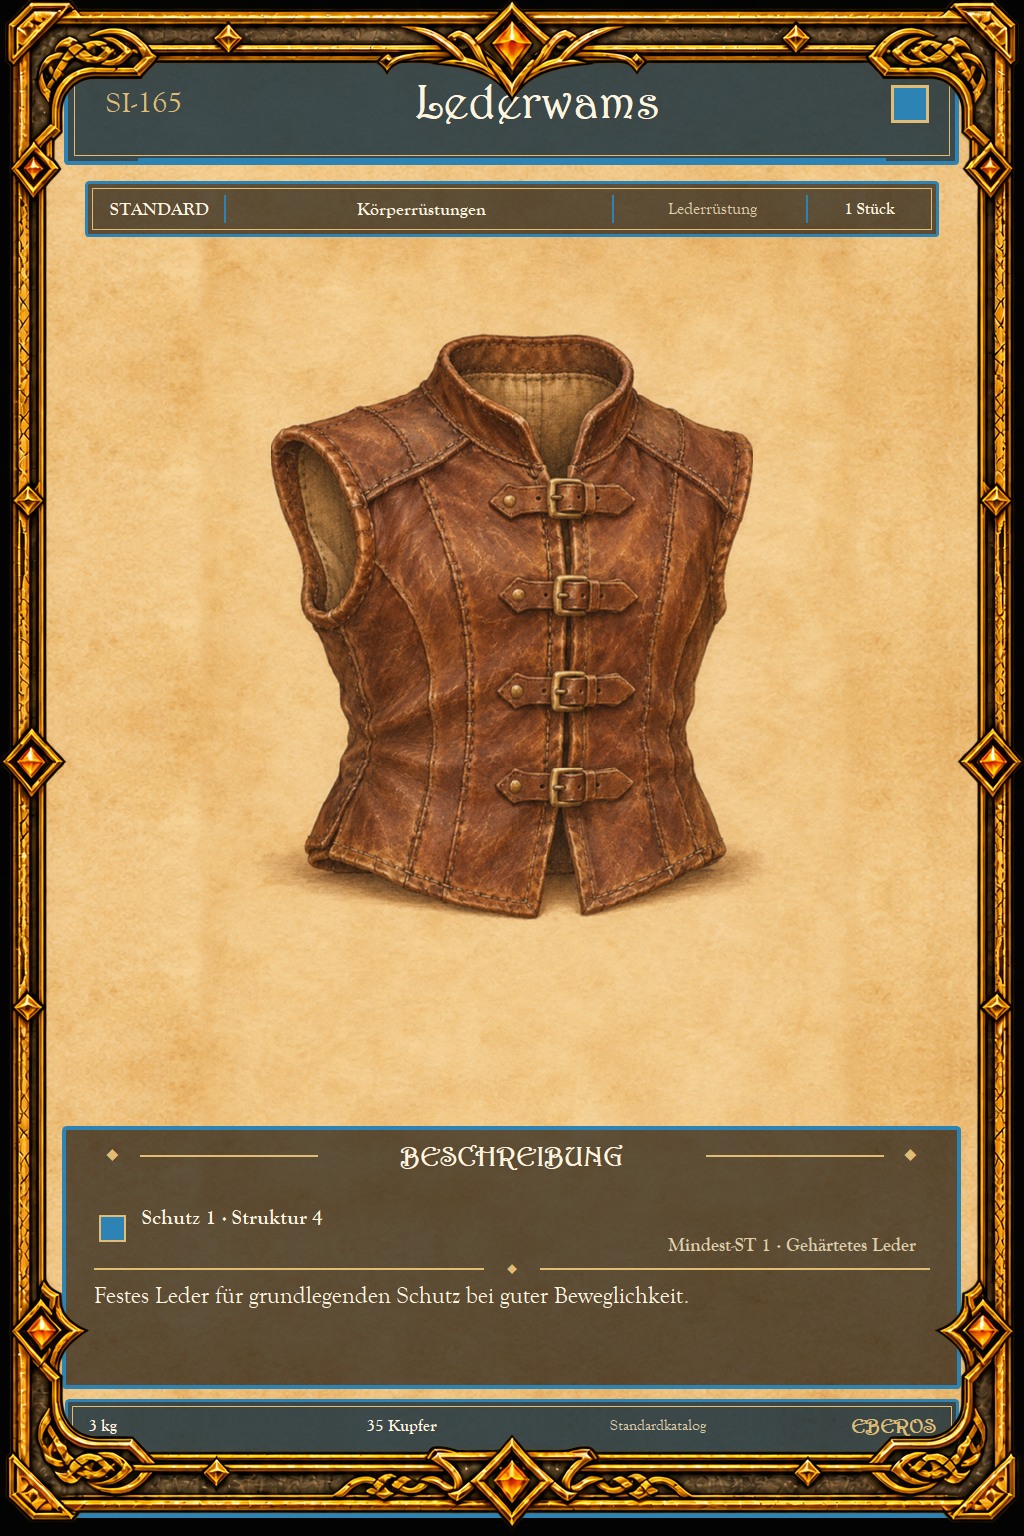 SI-165
Lederwams
STANDARD
Körperrüstungen
Lederrüstung
1 Stück
BESCHREIBUNG
Schutz 1 · Struktur 4
Mindest-ST 1 · Gehärtetes Leder
Festes Leder für grundlegenden Schutz bei guter Beweglichkeit.
3 kg
35 Kupfer
Standardkatalog
EBEROS